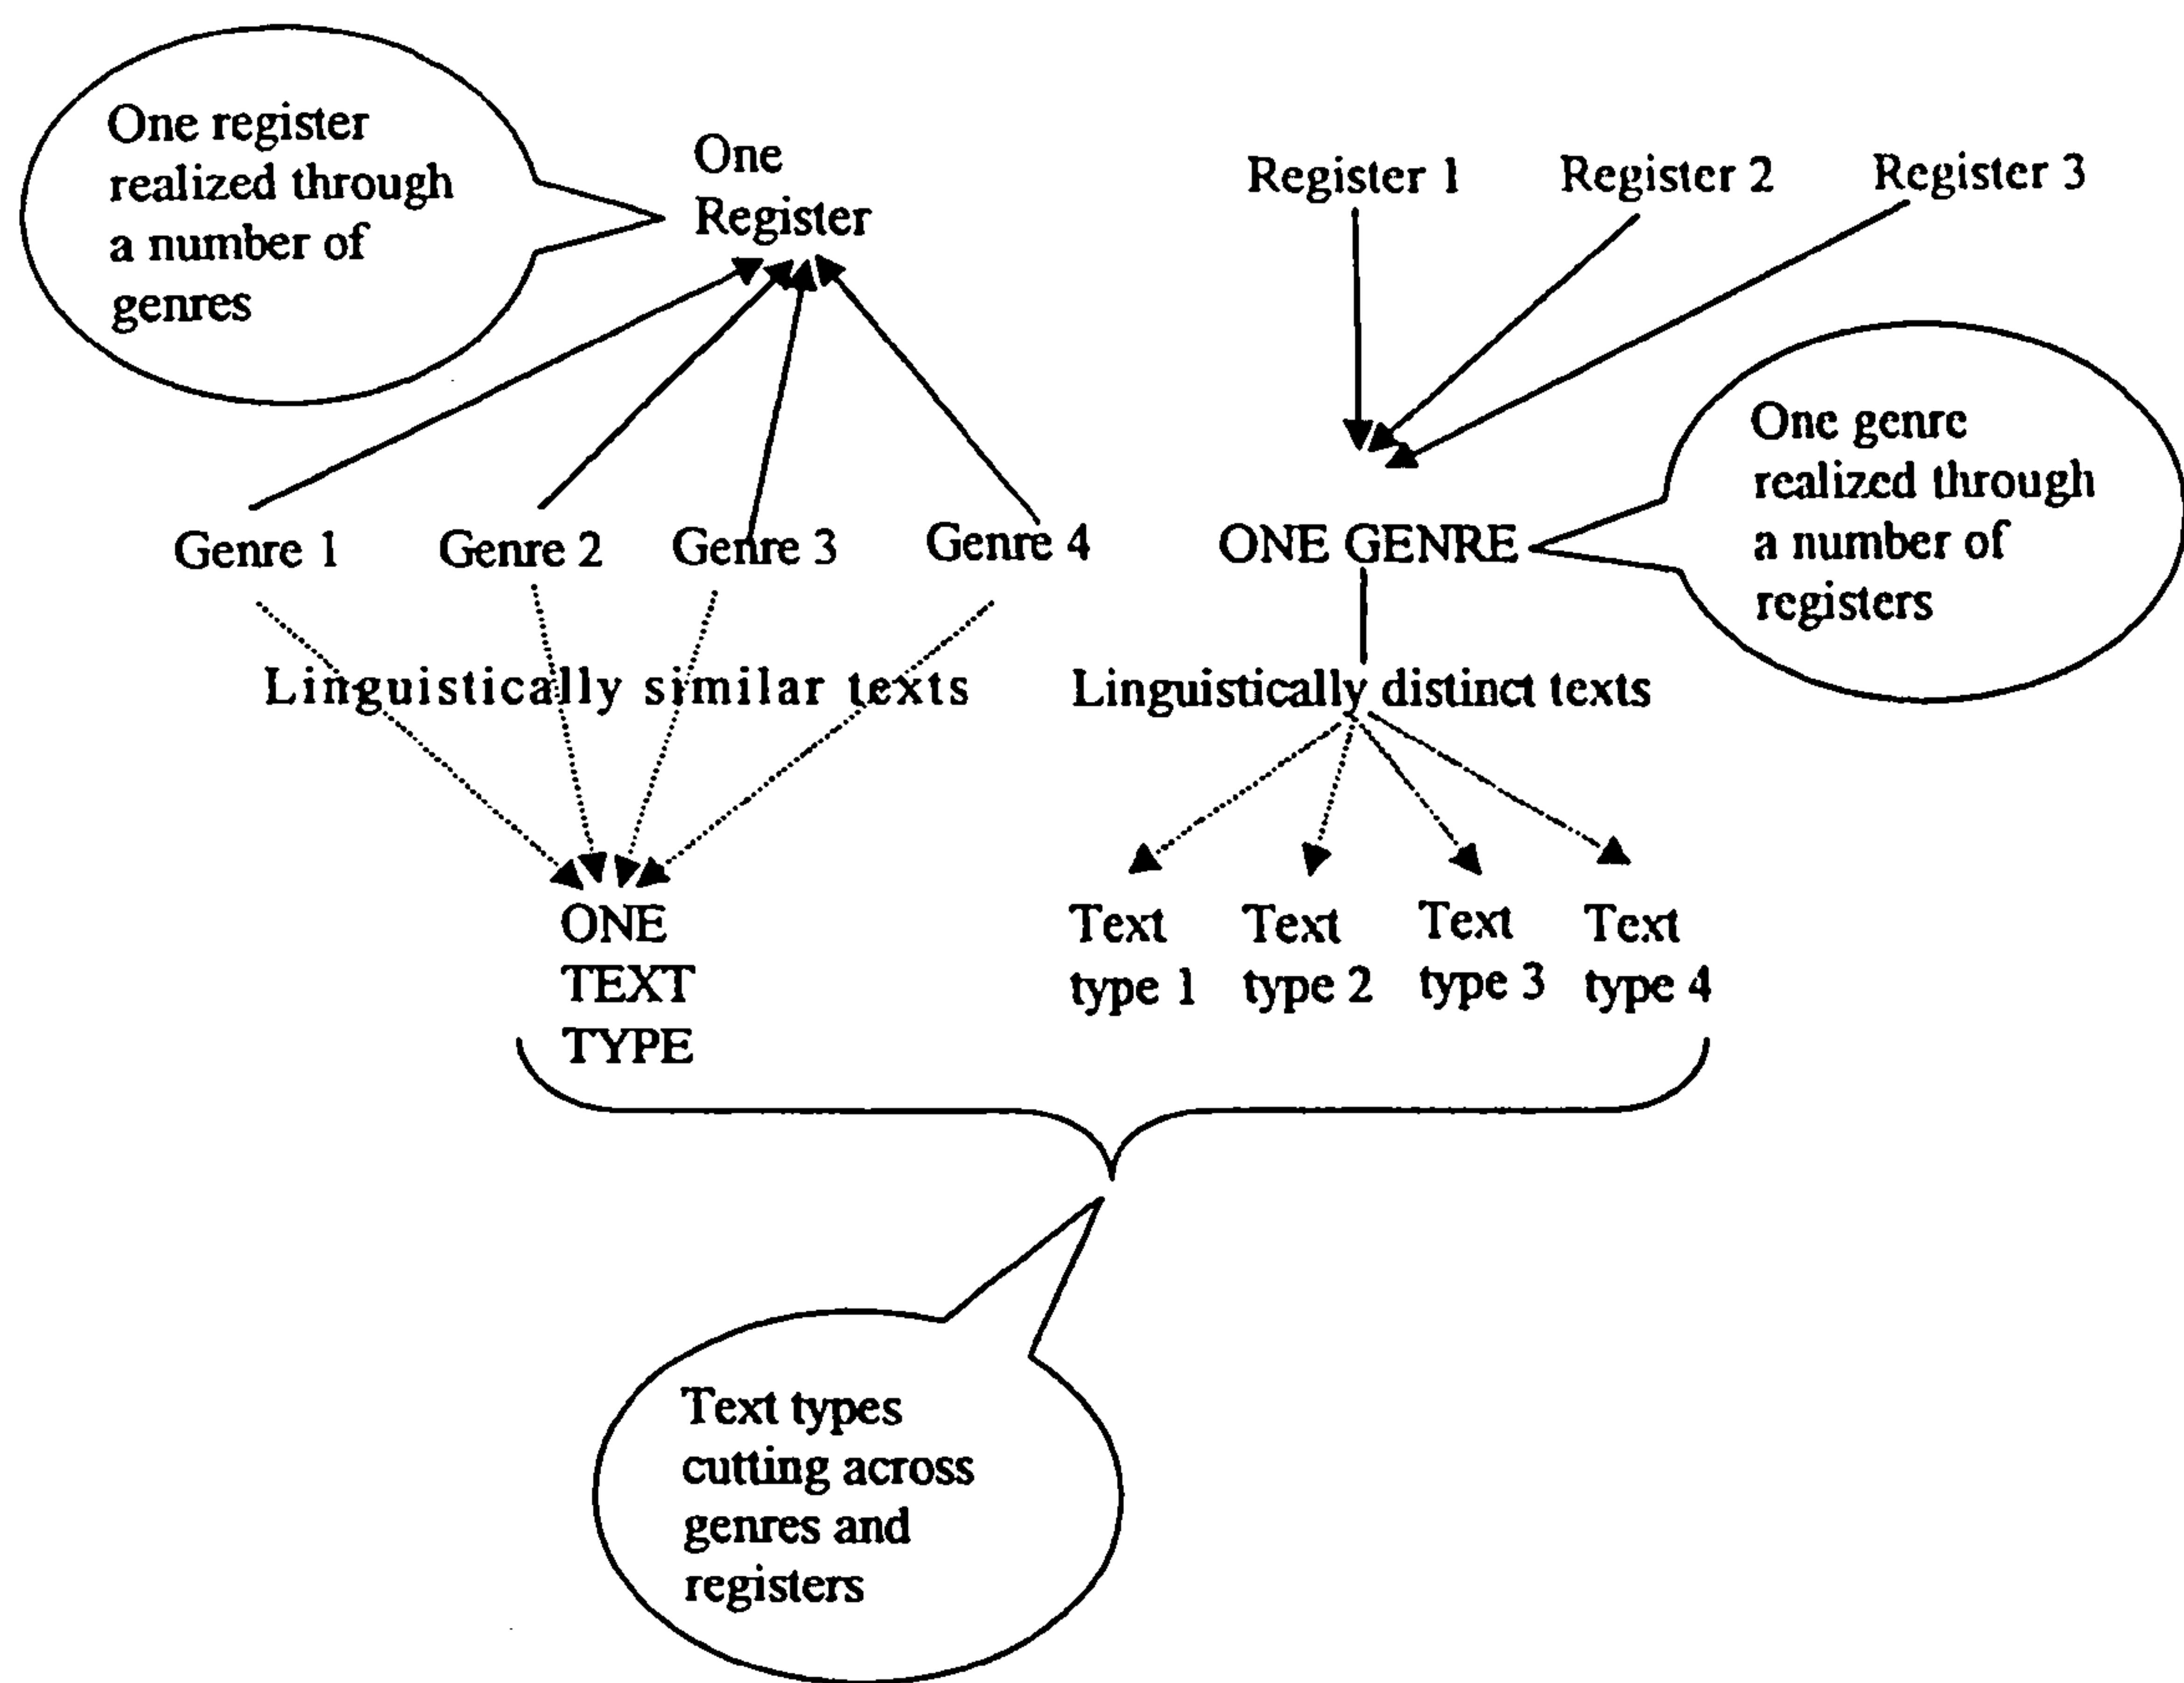 One register
realized through
a number of
genres
One
Register
Register 1
Register 2
Register 3
One genre
realized through
a number of
registers
Genre 1
Genre 2
Genre 3
Genre 4
ONE GENRE
Linguistically similar texts
Linguistically distinct texts
ONE
TEXT
TYPE
Text
type 1
Text
type 2
Text
type 3
Text
type 4
Text types
cutting across
genres and
registers